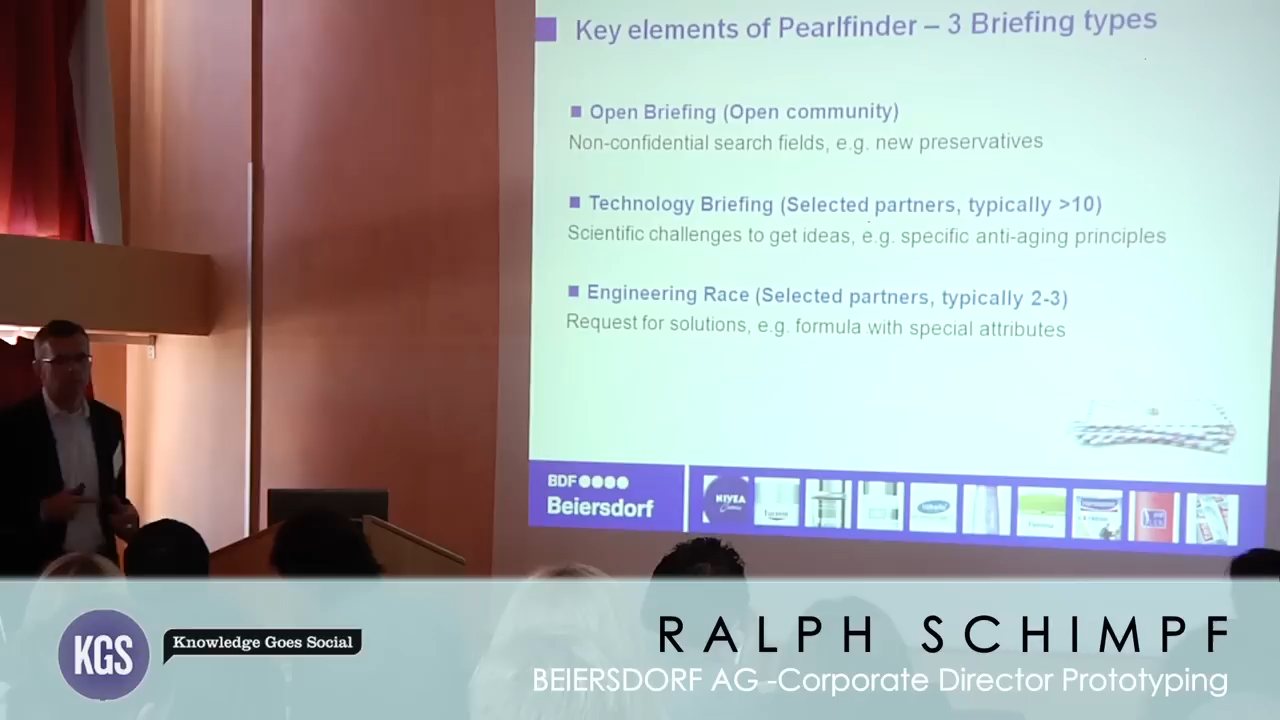 Key elements of Pearlfinder – 3 Briefing types
Open Briefing (Open community)
Non-confidential search fields, e.g. new preservatives
Technology Briefing (Selected partners, typically >10)
Scientific challenges to get ideas, e.g. specific anti-aging principles
Engineering Race (Selected partners, typically 2-3)
Request for solutions, e.g. formula with special attributes
BDF
Beiersdorf
NIVEA
Creme
KGS
Knowledge Goes Social
RALPH SCHIMPF
BEIERSDORF AG -Corporate Director Prototyping